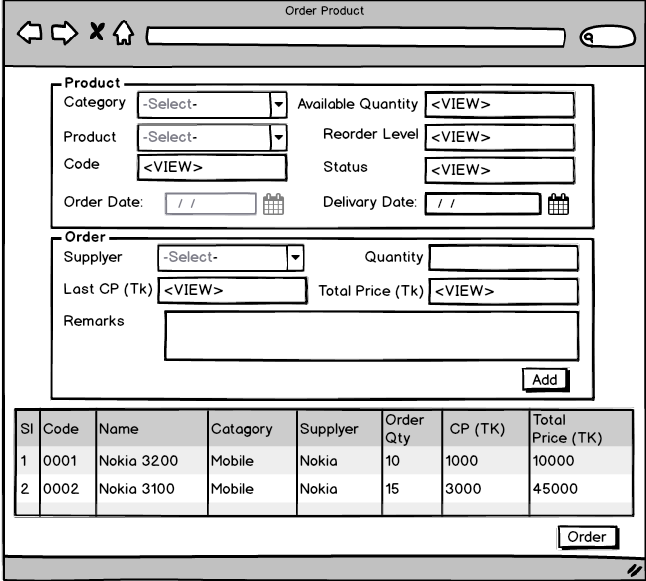 Order Product
Product
Category -Select- Available Quantity <VIEW>
Product -Select- Reorder Level <VIEW>
Code <VIEW> Status <VIEW>
Order Date: / / Delivary Date: / /
Order
Supplyer -Select- Quantity
Last CP (Tk) <VIEW> Total Price (Tk) <VIEW>
Remarks
Add
Sl Code Name Catagory Supplyer Order Qty CP (TK) Total Price (TK)
1 0001 Nokia 3200 Mobile Nokia 10 1000 10000
2 0002 Nokia 3100 Mobile Nokia 15 3000 45000
Order